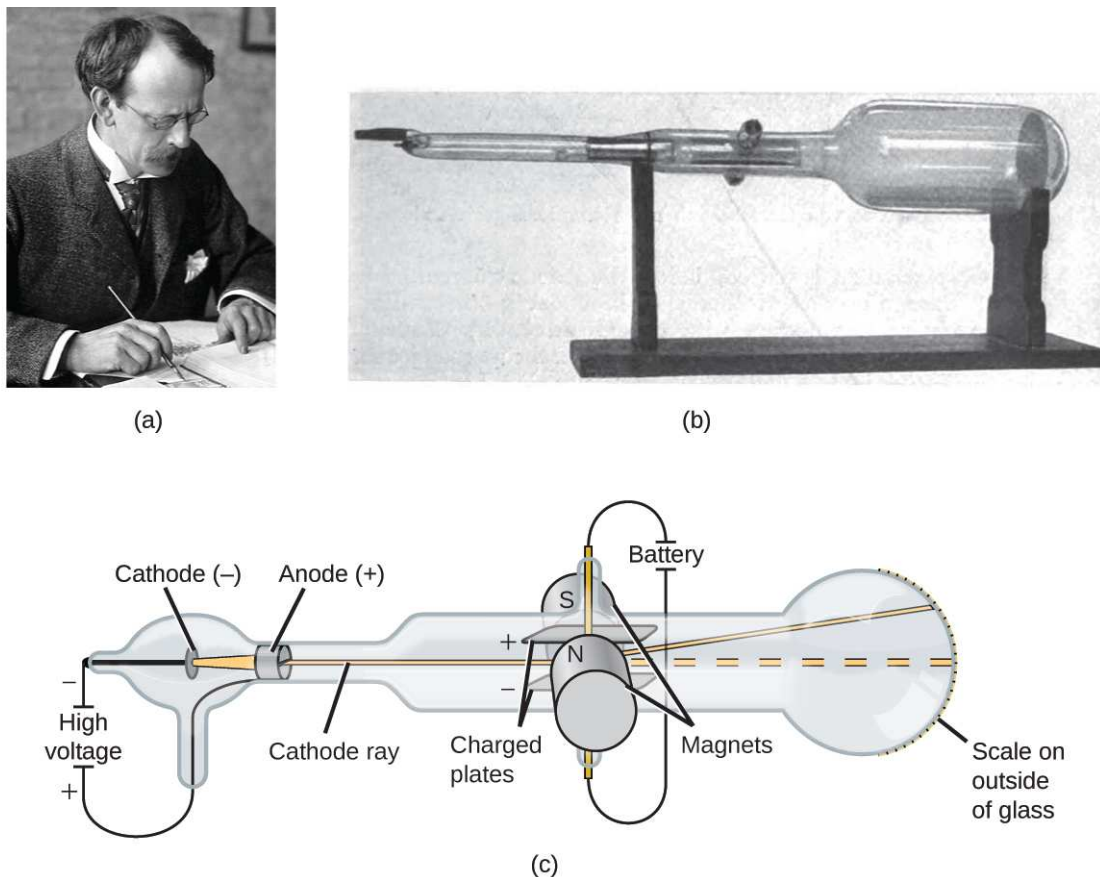 (a)
(b)
Cathode (–)
Anode (+)
Battery
S
+
N
–
–
High
voltage
+
Cathode ray
Charged
plates
Magnets
Scale on
outside
of glass
(c)